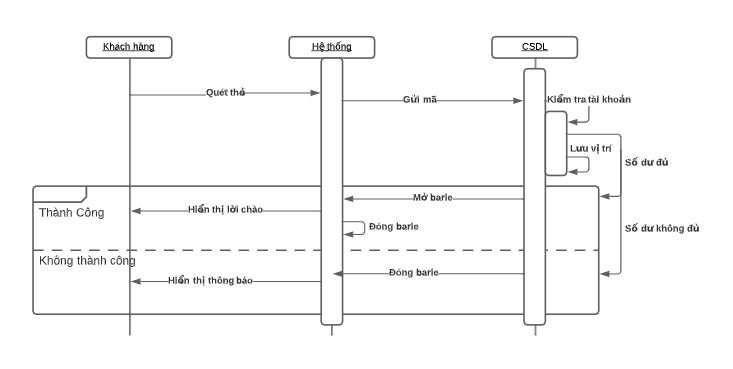 Khách hàng
Hệ thống
CSDL
Quét thẻ
Gửi mã
Kiểm tra tài khoản
Lưu vị trí
Số dư đủ
Mở barie
Thành Công
Hiển thị lời chào
Đóng barie
Số dư không đủ
Không thành công
Đóng barie
Hiển thị thông báo